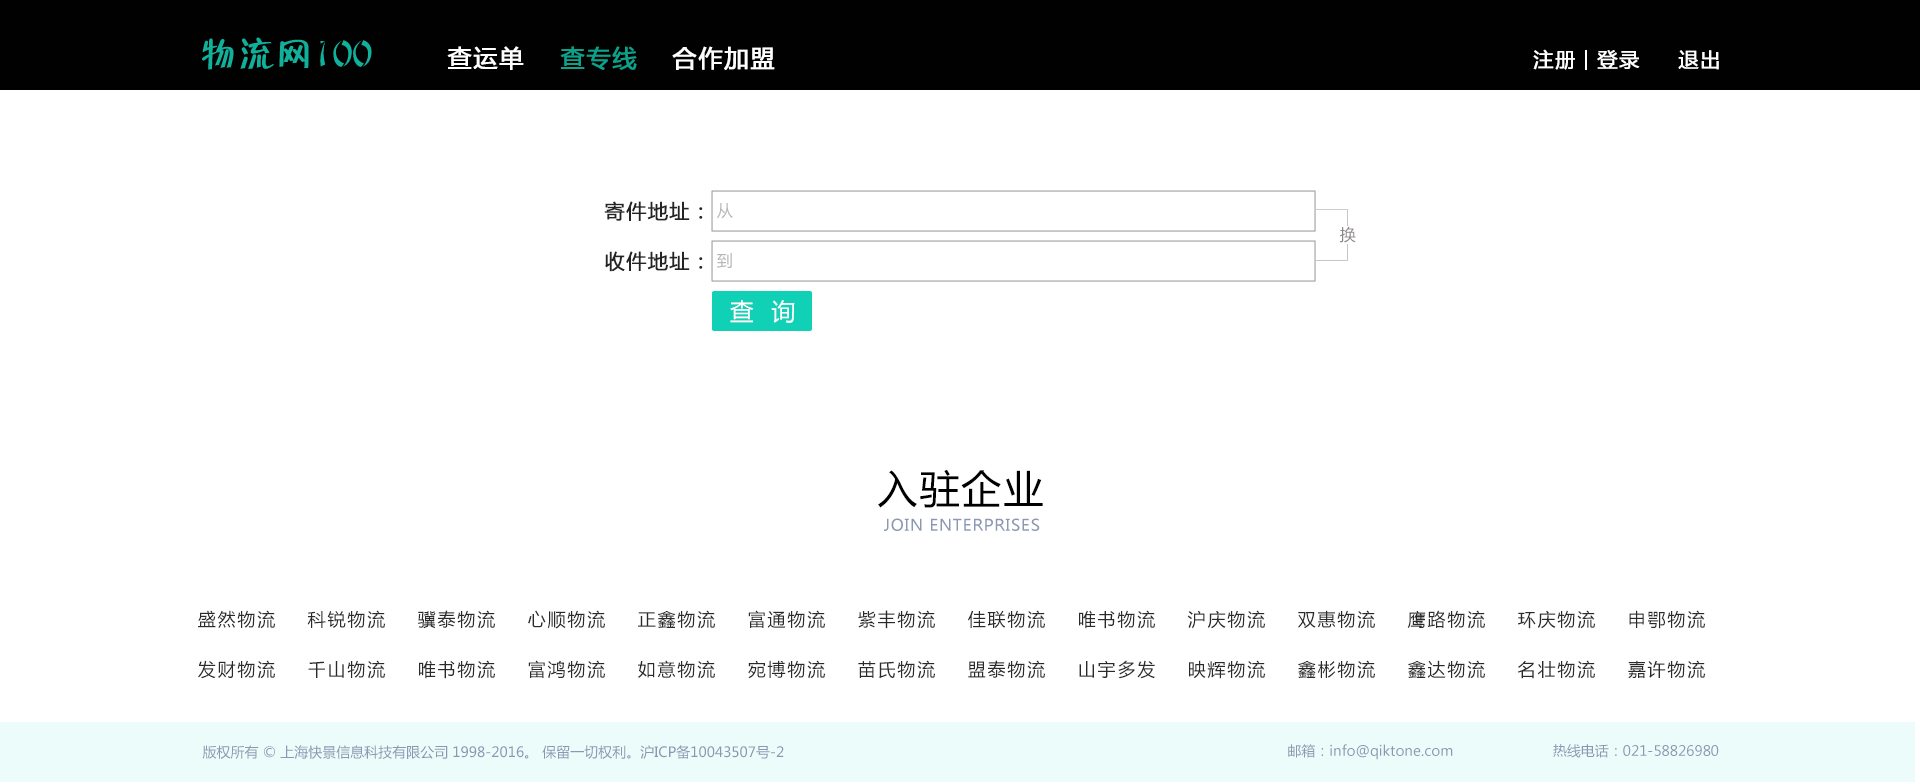 物流网100 查运单 查专线 合作加盟 注册 | 登录 退出
寄件地址： 从
换
收件地址： 到
查 询
入驻企业
JOIN ENTERPRISES
盛然物流 科锐物流 骥泰物流 心顺物流 正鑫物流 富通物流 紫丰物流 佳联物流 唯书物流 沪庆物流 双惠物流 鹰路物流 环庆物流 申鄂物流
发财物流 千山物流 唯书物流 富鸿物流 如意物流 宛博物流 苗氏物流 盟泰物流 山宇多发 映辉物流 鑫彬物流 鑫达物流 名壮物流 嘉许物流
版权所有 © 上海快景信息科技有限公司 1998-2016。 保留一切权利。沪ICP备10043507号-2 邮箱：info@qiktone.com 热线电话：021-58826980